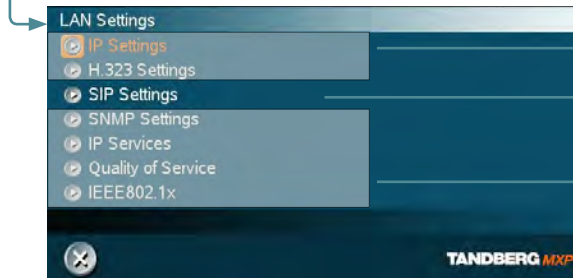 LAN Settings
IP Settings
H.323 Settings
SIP Settings
SNMP Settings
IP Services
Quality of Service
IEEE802.1x
TANDBERG MXP